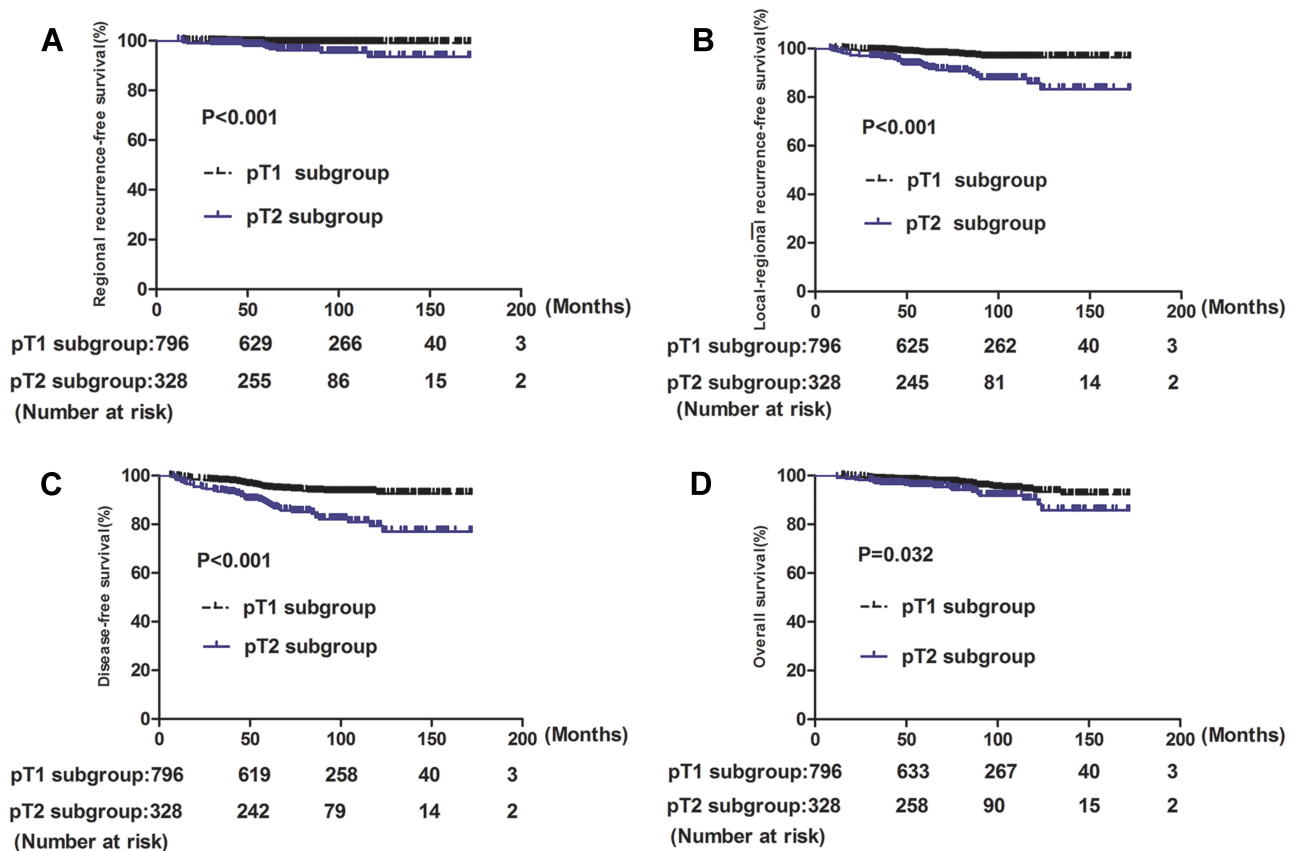 A
Regional recurrence-free survival(%)
100
80
60
40
20
0
P<0.001
pT1 subgroup
pT2 subgroup
0 50 100 150 200 (Months)
pT1 subgroup:796 629 266 40 3
pT2 subgroup:328 255 86 15 2
(Number at risk)
B
Local-regional recurrence-free survival(%)
100
80
60
40
20
0
P<0.001
pT1 subgroup
pT2 subgroup
0 50 100 150 200 (Months)
pT1 subgroup:796 625 262 40 3
pT2 subgroup:328 245 81 14 2
(Number at risk)
C
Disease-free survival(%)
100
80
60
40
20
0
P<0.001
pT1 subgroup
pT2 subgroup
0 50 100 150 200 (Months)
pT1 subgroup:796 619 258 40 3
pT2 subgroup:328 242 79 14 2
(Number at risk)
D
Overall survival(%)
100
80
60
40
20
0
P=0.032
pT1 subgroup
pT2 subgroup
0 50 100 150 200 (Months)
pT1 subgroup:796 633 267 40 3
pT2 subgroup:328 258 90 15 2
(Number at risk)